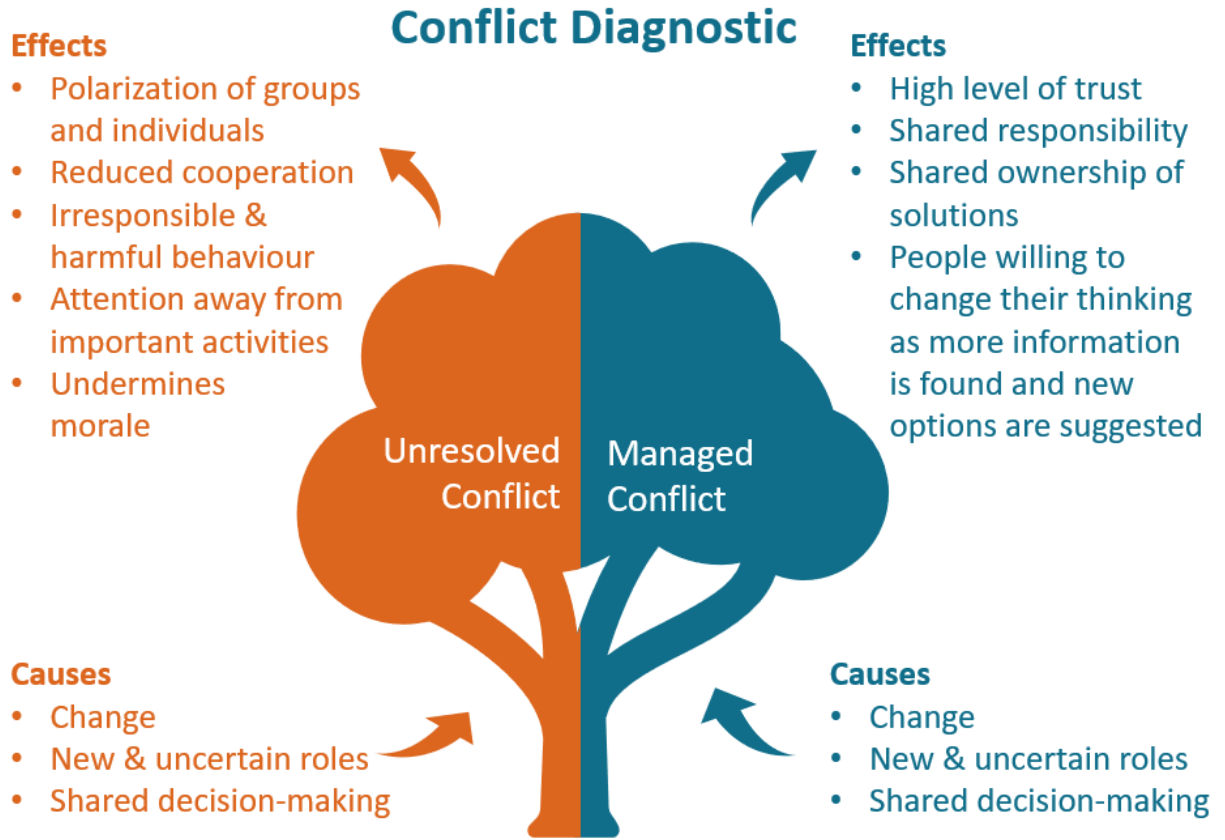 Conflict Diagnostic
Effects
• Polarization of groups
and individuals
• Reduced cooperation
• Irresponsible &
harmful behaviour
• Attention away from
important activities
• Undermines
morale
Effects
• High level of trust
• Shared responsibility
• Shared ownership of
solutions
• People willing to
change their thinking
as more information
is found and new
options are suggested
Unresolved
Conflict
Managed
Conflict
Causes
• Change
• New & uncertain roles
• Shared decision-making
Causes
• Change
• New & uncertain roles
• Shared decision-making